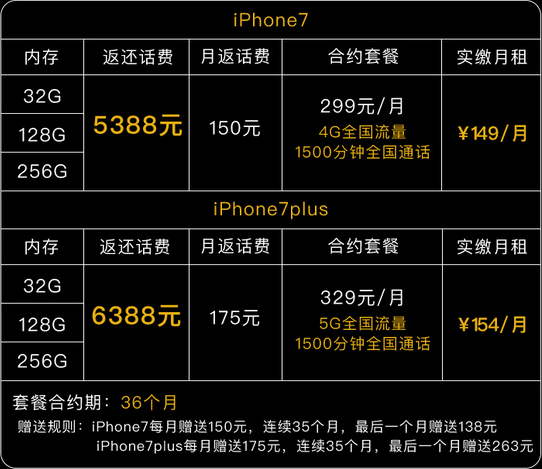 iPhone7
内存 返还话费 月返话费 合约套餐 实缴月租
32G
128G
256G
5388元
150元
299元/月
4G全国流量
1500分钟全国通话
¥149/月
iPhone7plus
内存 返还话费 月返话费 合约套餐 实缴月租
32G
128G
256G
6388元
175元
329元/月
5G全国流量
1500分钟全国通话
¥154/月
套餐合约期：36个月
赠送规则：iPhone7每月赠送150元，连续35个月，最后一个月赠送138元
iPhone7plus每月赠送175元，连续35个月，最后一个月赠送263元